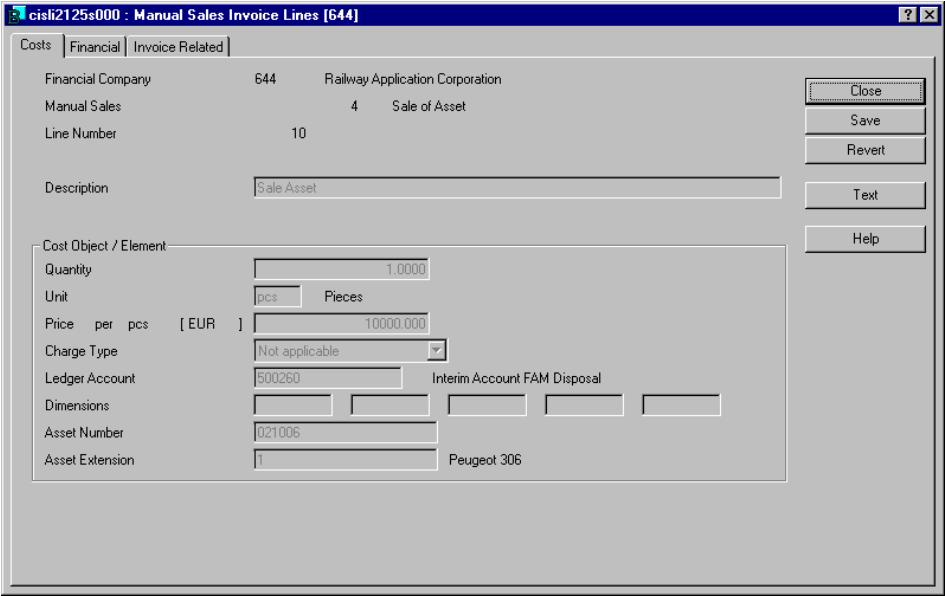 cisli2125s000 : Manual Sales Invoice Lines [644]
Costs Financial Invoice Related
Financial Company 644 Railway Application Corporation
Manual Sales 4 Sale of Asset
Line Number 10
Description Sale Asset
Cost Object / Element
Quantity 1.0000
Unit pcs Pieces
Price per pcs [ EUR ] 10000.000
Charge Type Not applicable
Ledger Account 500260 Interim Account FAM Disposal
Dimensions
Asset Number 021006
Asset Extension 1 Peugeot 306
Close
Save
Revert
Text
Help